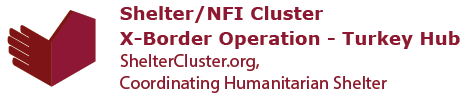 Shelter/NFI Cluster
X-Border Operation - Turkey Hub
ShelterCluster.org,
Coordinating Humanitarian Shelter